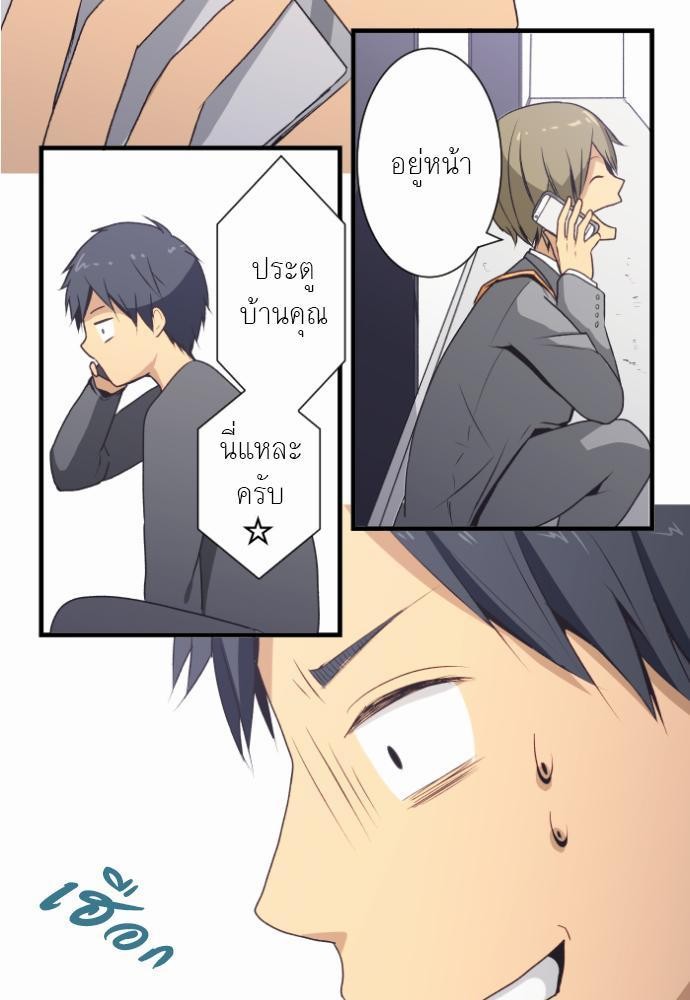 อยู่หน้า
ประตู
บ้านคุณ
นี่แหละ
ครับ
☆
เฮือก